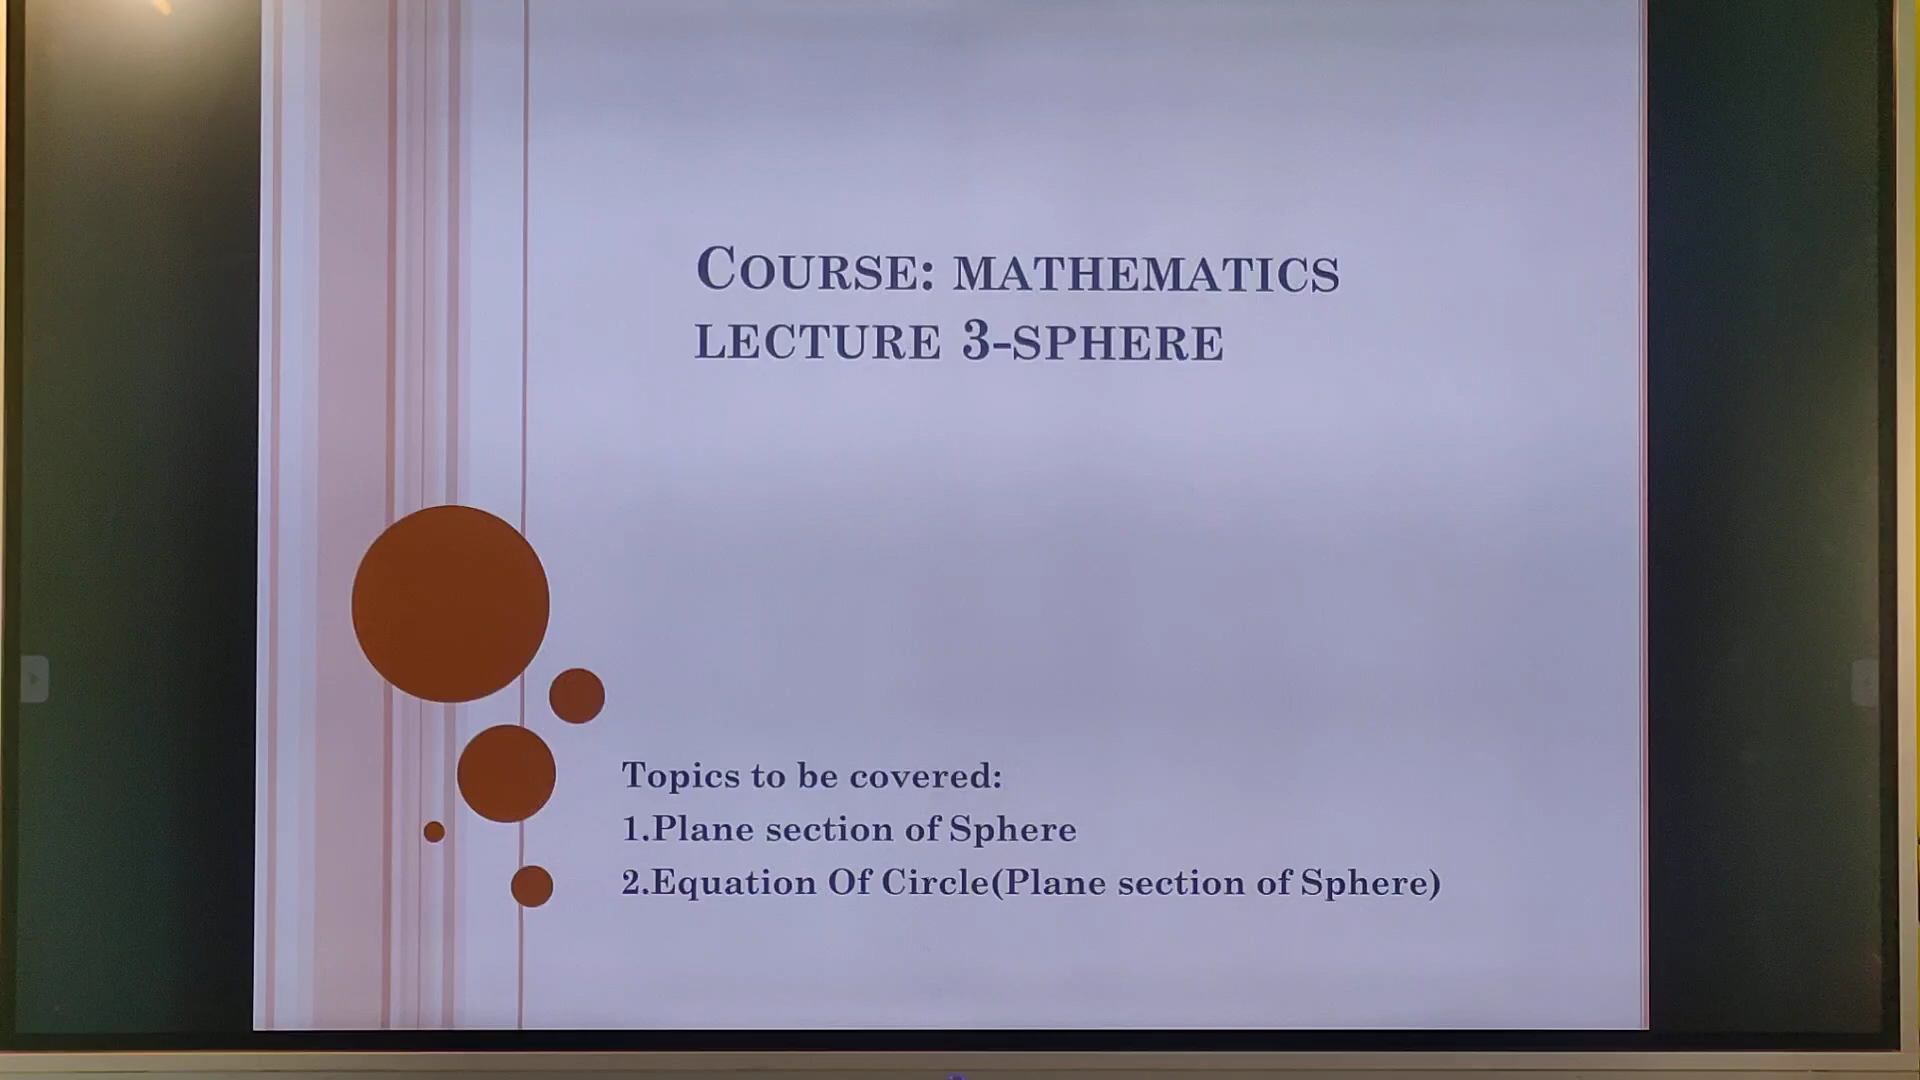 COURSE: MATHEMATICS
LECTURE 3-SPHERE
Topics to be covered:
1.Plane section of Sphere
2.Equation Of Circle(Plane section of Sphere)